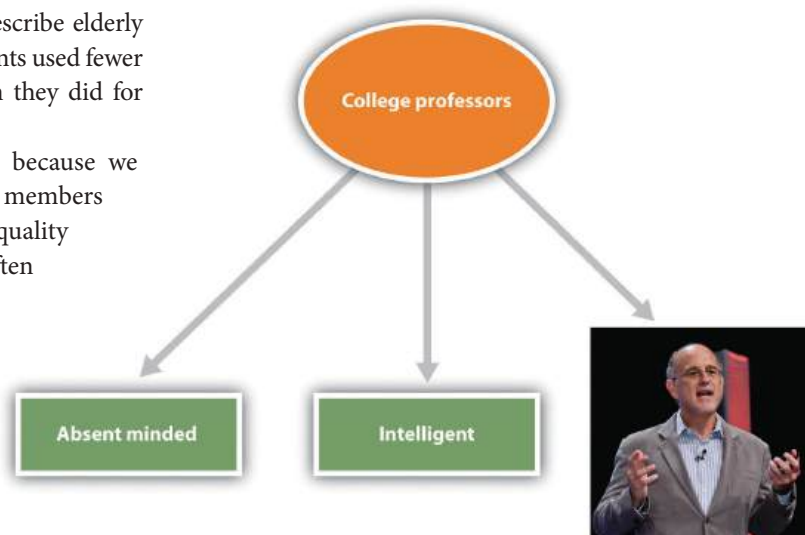 escribe elderly
nts used fewer
n they did for
because we
members
quality
ften
College professors
Absent minded
Intelligent